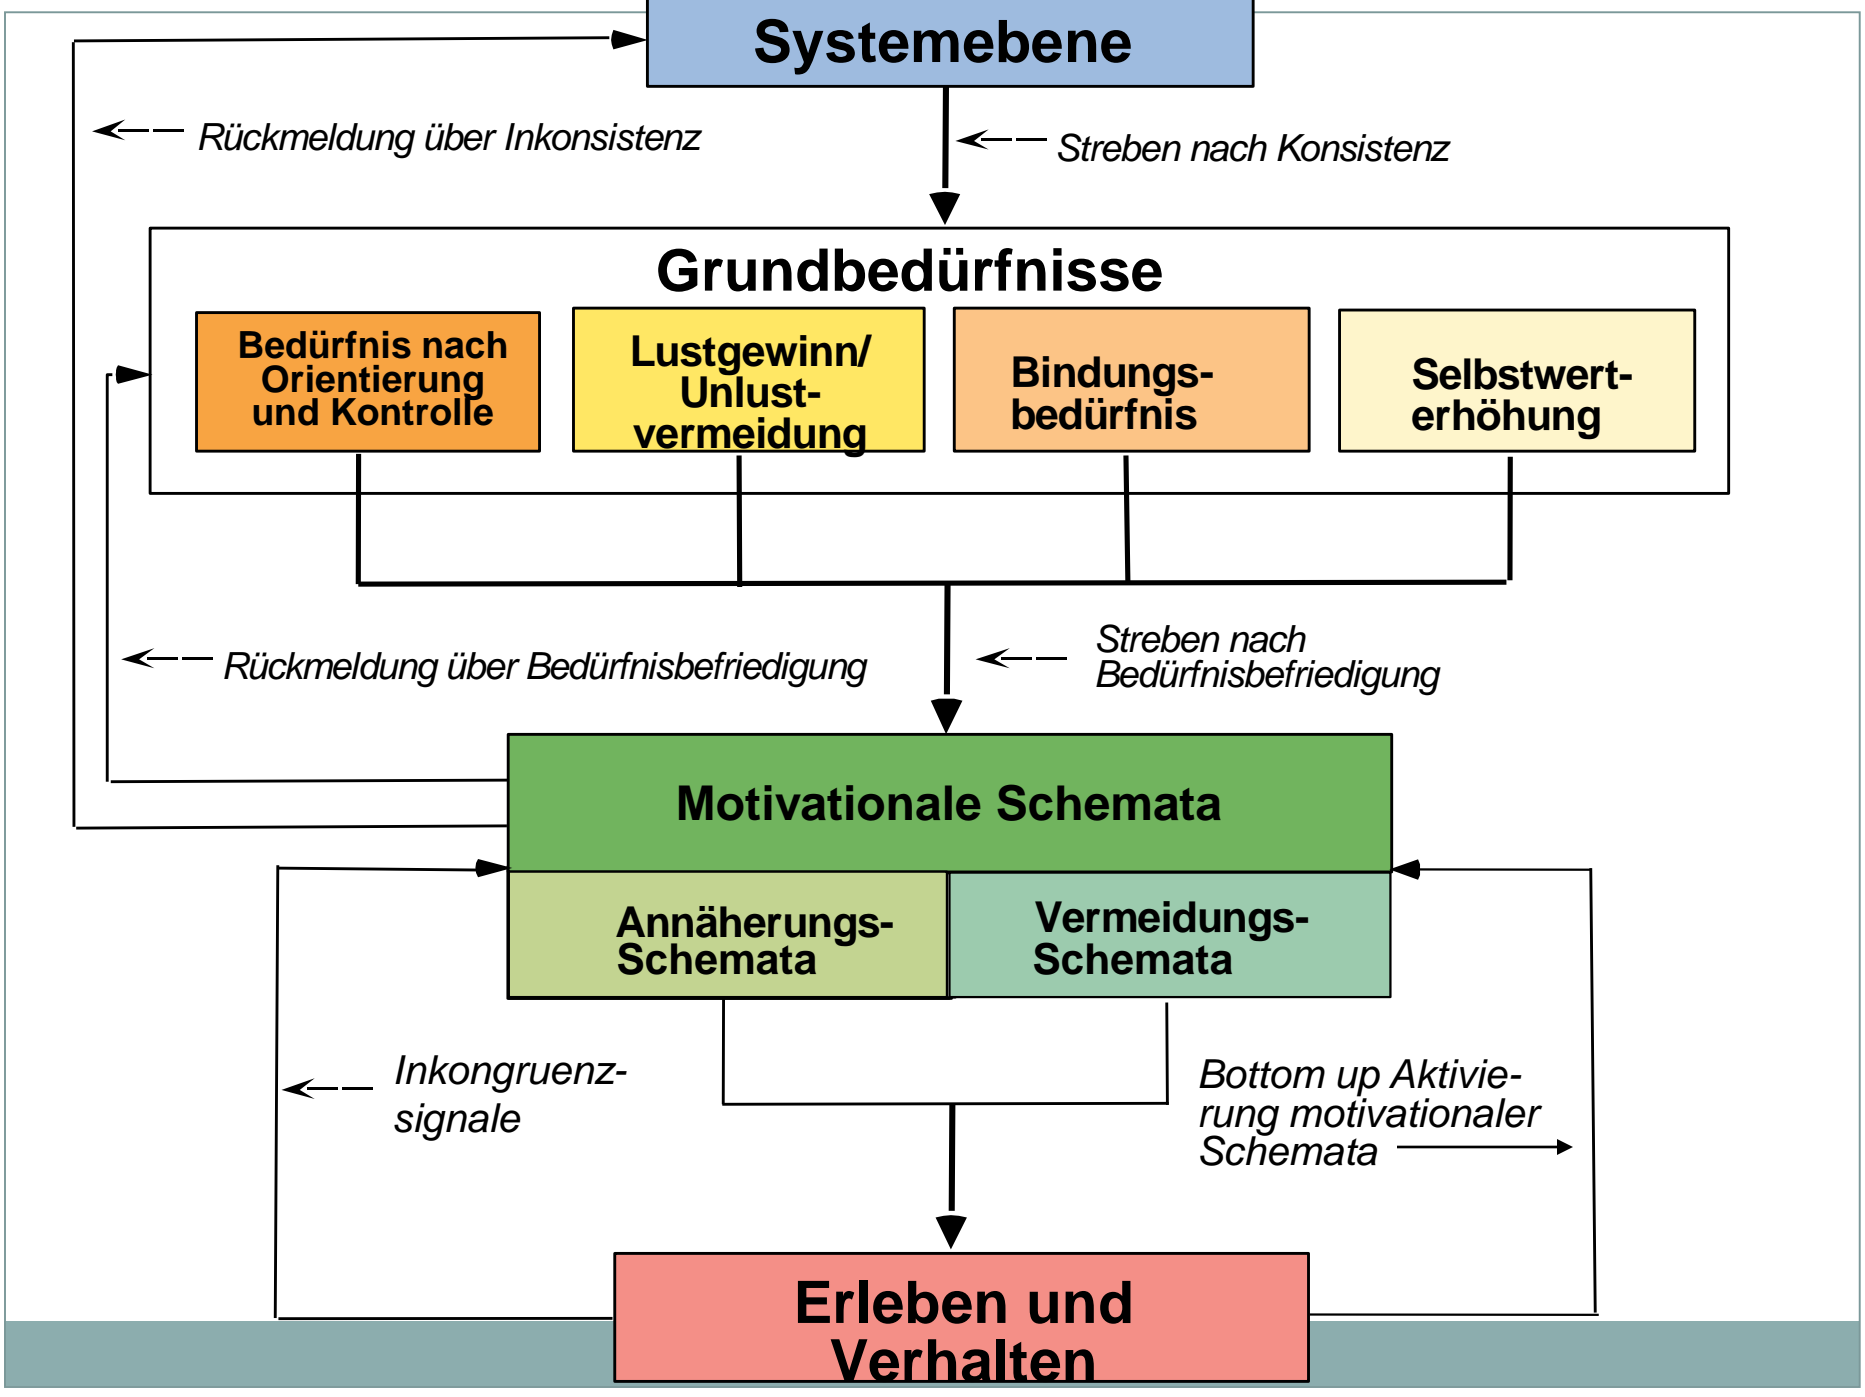 Systemebene
Rückmeldung über Inkonsistenz
Streben nach Konsistenz
Grundbedürfnisse
Bedürfnis nach
Orientierung
und Kontrolle
Lustgewinn/
Unlust-
vermeidung
Bindungs-
bedürfnis
Selbstwert-
erhöhung
Rückmeldung über Bedürfnisbefriedigung
Streben nach
Bedürfnisbefriedigung
Motivationale Schemata
Annäherungs-
Schemata
Vermeidungs-
Schemata
Inkongruenz-
signale
Bottom up Aktivie-
rung motivationaler
Schemata
Erleben und
Verhalten